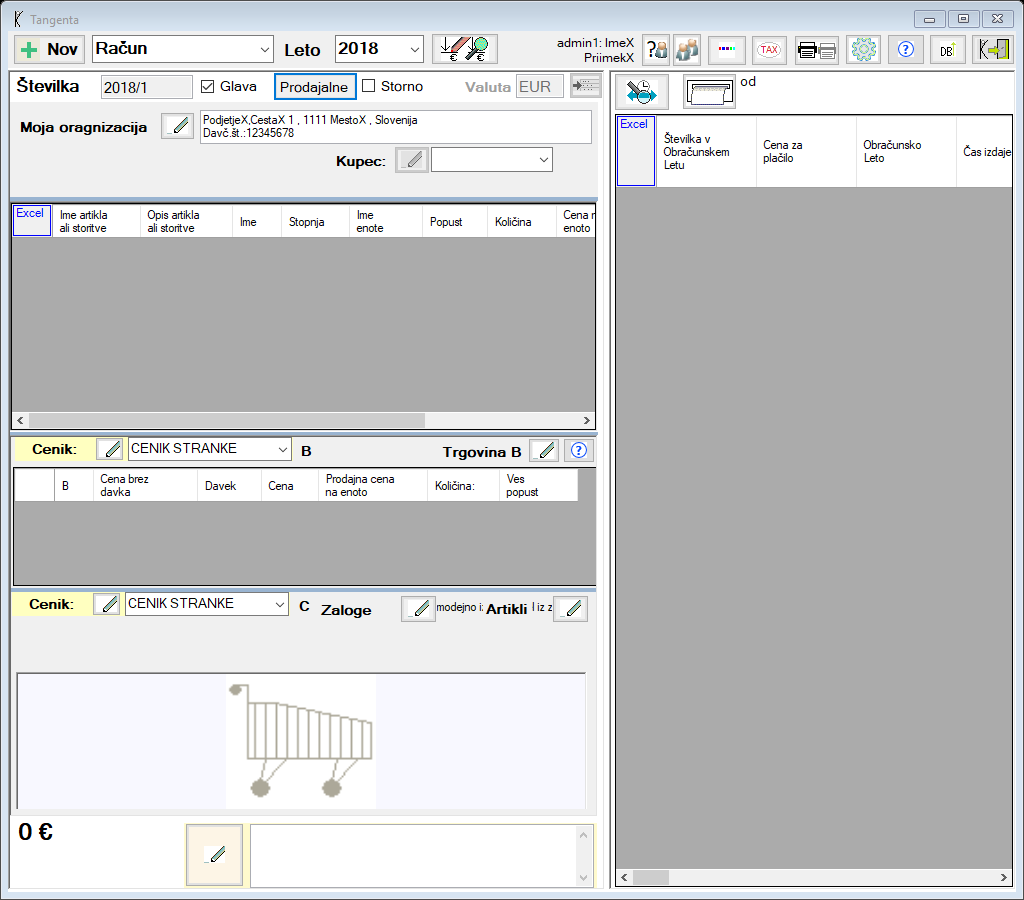 Tangenta
Nov
Račun
Leto
2018
admin1: ImeX
PriimekX
TAX
DB
Številka
2018/1
Glava
Prodajalne
Storno
Valuta
EUR
od
Moja oragnizacija
PodjetjeX,CestaX 1 , 1111 MestoX , Slovenija
Davč.št.:12345678
Kupec:
Excel
Številka v
Obračunskem
Letu
Cena za
plačilo
Obračunsko
Leto
Čas izdaje
Excel
Ime artikla
ali storitve
Opis artikla
ali storitve
Ime
Stopnja
Ime
enote
Popust
Količina
Cena n
enoto
Cenik:
CENIK STRANKE
B
Trgovina B
B
Cena brez
davka
Davek
Cena
Prodajna cena
na enoto
Količina:
Ves
popust
Cenik:
CENIK STRANKE
C
Zaloge
modejno i:
Artikli
l iz z
0 €